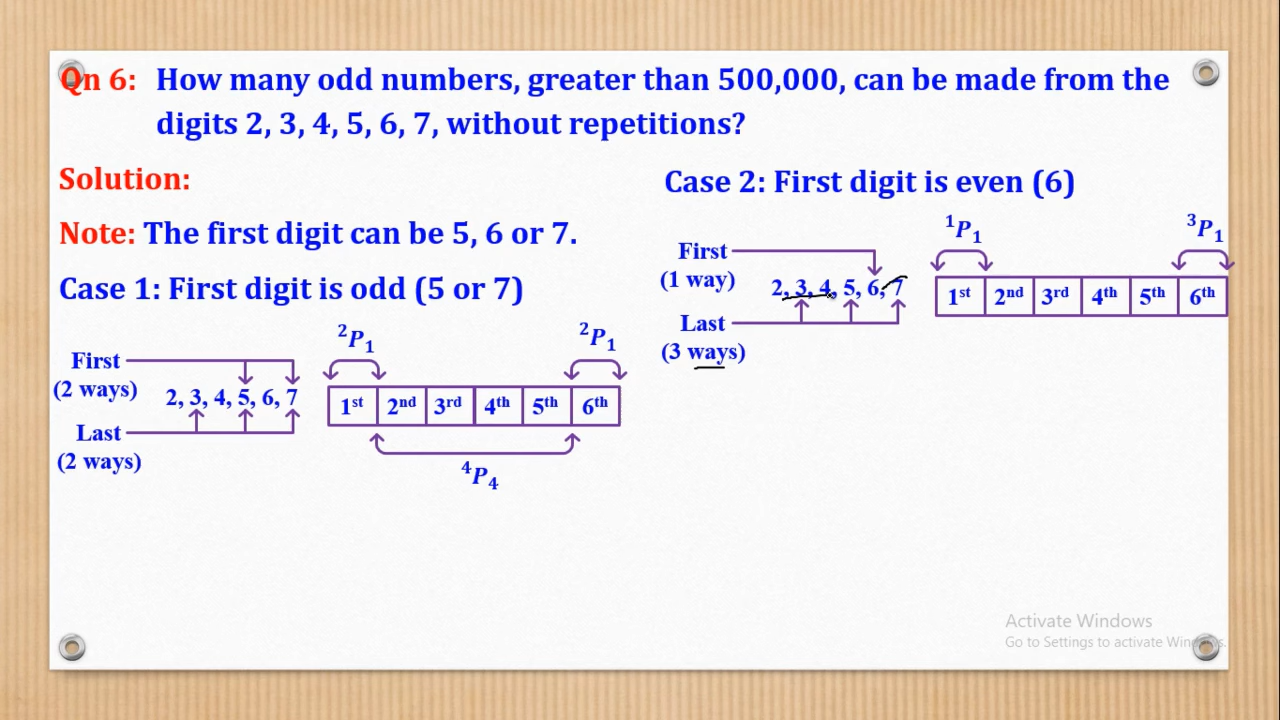 Qn 6: How many odd numbers, greater than 500,000, can be made from the
digits 2, 3, 4, 5, 6, 7, without repetitions?
Solution:
Note: The first digit can be 5, 6 or 7.
Case 1: First digit is odd (5 or 7)
²P₁ ²P₁
First
(2 ways)
2, 3, 4, 5, 6, 7
1ˢᵗ 2ⁿᵈ 3ʳᵈ 4ᵗʰ 5ᵗʰ 6ᵗʰ
Last
(2 ways)
⁴P₄
Case 2: First digit is even (6)
¹P₁ ³P₁
First
(1 way)
2, 3, 4, 5, 6, 7
1ˢᵗ 2ⁿᵈ 3ʳᵈ 4ᵗʰ 5ᵗʰ 6ᵗʰ
Last
(3 ways)
Activate Windows
Go to Settings to activate Windows.